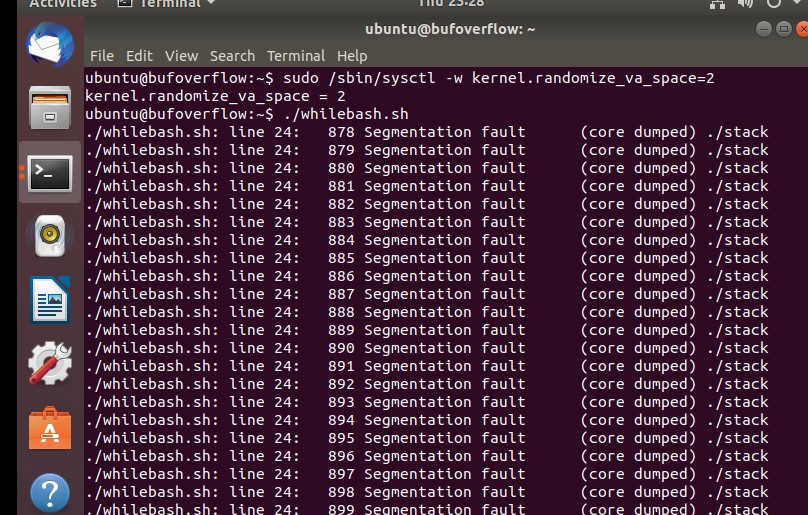 Activities Terminal Thu 23:28
ubuntu@bufoverflow: ~
File Edit View Search Terminal Help
ubuntu@bufoverflow:~$ sudo /sbin/sysctl -w kernel.randomize_va_space=2
kernel.randomize_va_space = 2
ubuntu@bufoverflow:~$ ./whilebash.sh
./whilebash.sh: line 24:   878 Segmentation fault      (core dumped) ./stack
./whilebash.sh: line 24:   879 Segmentation fault      (core dumped) ./stack
./whilebash.sh: line 24:   880 Segmentation fault      (core dumped) ./stack
./whilebash.sh: line 24:   881 Segmentation fault      (core dumped) ./stack
./whilebash.sh: line 24:   882 Segmentation fault      (core dumped) ./stack
./whilebash.sh: line 24:   883 Segmentation fault      (core dumped) ./stack
./whilebash.sh: line 24:   884 Segmentation fault      (core dumped) ./stack
./whilebash.sh: line 24:   885 Segmentation fault      (core dumped) ./stack
./whilebash.sh: line 24:   886 Segmentation fault      (core dumped) ./stack
./whilebash.sh: line 24:   887 Segmentation fault      (core dumped) ./stack
./whilebash.sh: line 24:   888 Segmentation fault      (core dumped) ./stack
./whilebash.sh: line 24:   889 Segmentation fault      (core dumped) ./stack
./whilebash.sh: line 24:   890 Segmentation fault      (core dumped) ./stack
./whilebash.sh: line 24:   891 Segmentation fault      (core dumped) ./stack
./whilebash.sh: line 24:   892 Segmentation fault      (core dumped) ./stack
./whilebash.sh: line 24:   893 Segmentation fault      (core dumped) ./stack
./whilebash.sh: line 24:   894 Segmentation fault      (core dumped) ./stack
./whilebash.sh: line 24:   895 Segmentation fault      (core dumped) ./stack
./whilebash.sh: line 24:   896 Segmentation fault      (core dumped) ./stack
./whilebash.sh: line 24:   897 Segmentation fault      (core dumped) ./stack
./whilebash.sh: line 24:   898 Segmentation fault      (core dumped) ./stack
./whilebash.sh: line 24:   899 Segmentation fault      (core dumped) ./stack